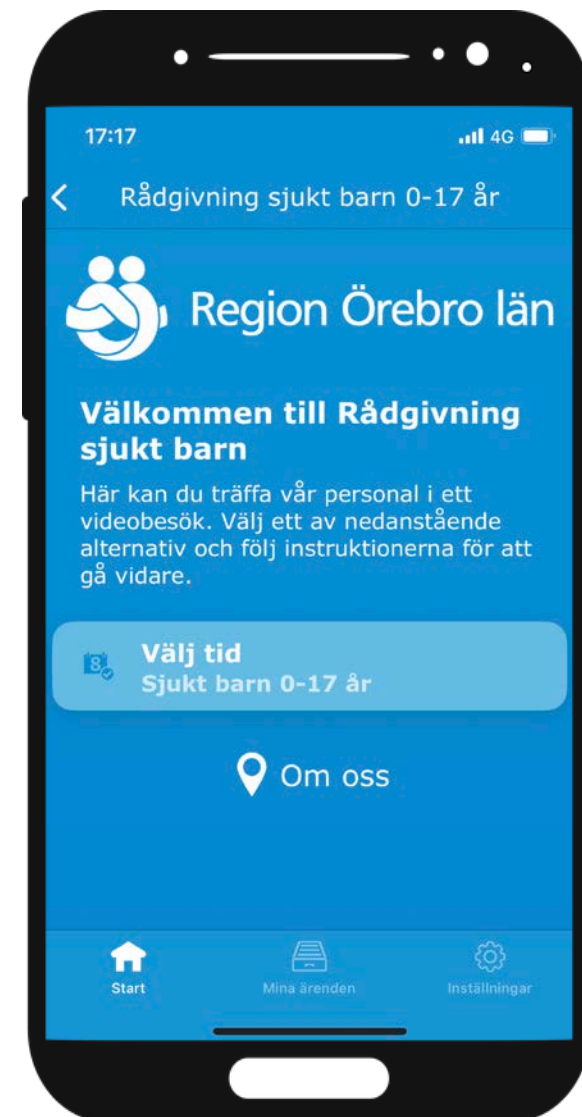 17:17
4G
Rådgivning sjukt barn 0-17 år
Region Örebro län
Välkommen till Rådgivning
sjukt barn
Här kan du träffa vår personal i ett
videobesök. Välj ett av nedanstående
alternativ och följ instruktionerna för att
gå vidare.
8
Välj tid
Sjukt barn 0-17 år
Om oss
Start
Mina ärenden
Inställningar